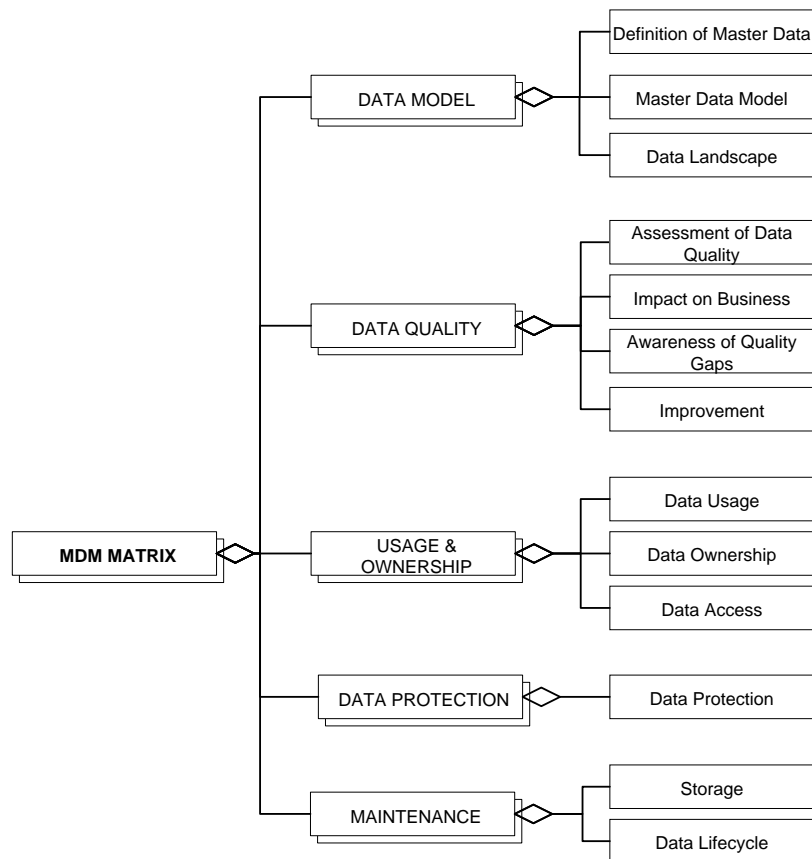 Definition of Master Data
DATA MODEL
Master Data Model
Data Landscape
Assessment of Data
Quality
Impact on Business
DATA QUALITY
Awareness of Quality
Gaps
Improvement
Data Usage
MDM MATRIX
USAGE &
OWNERSHIP
Data Ownership
Data Access
DATA PROTECTION
Data Protection
Storage
MAINTENANCE
Data Lifecycle